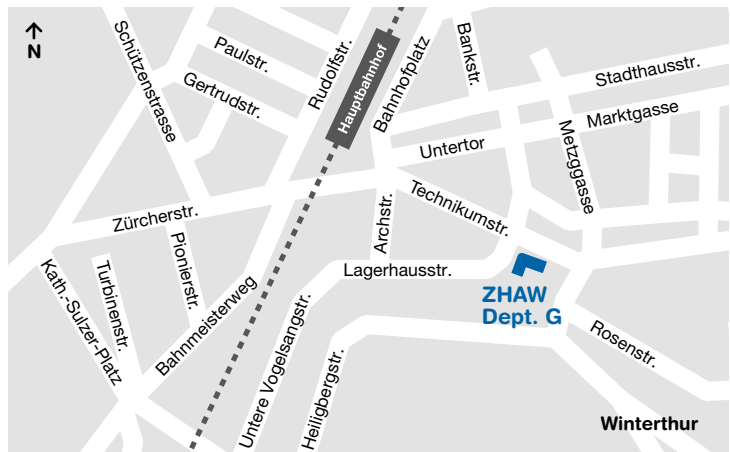 N
Schützenstrasse
Paulstr.
Gertrudstr.
Rudolfstr.
Hauptbahnhof
Bahnhofplatz
Bankstr.
Stadthausstr.
Marktgasse
Metzggasse
Untertor
Technikumstr.
Zürcherstr.
Pionierstr.
Archstr.
Lagerhausstr.
ZHAW
Dept. G
Kath.-Sulzer-Platz
Turbinenstr.
Bahnmeisterweg
Untere Vogelsangstr.
Heiligbergstr.
Rosenstr.
Winterthur